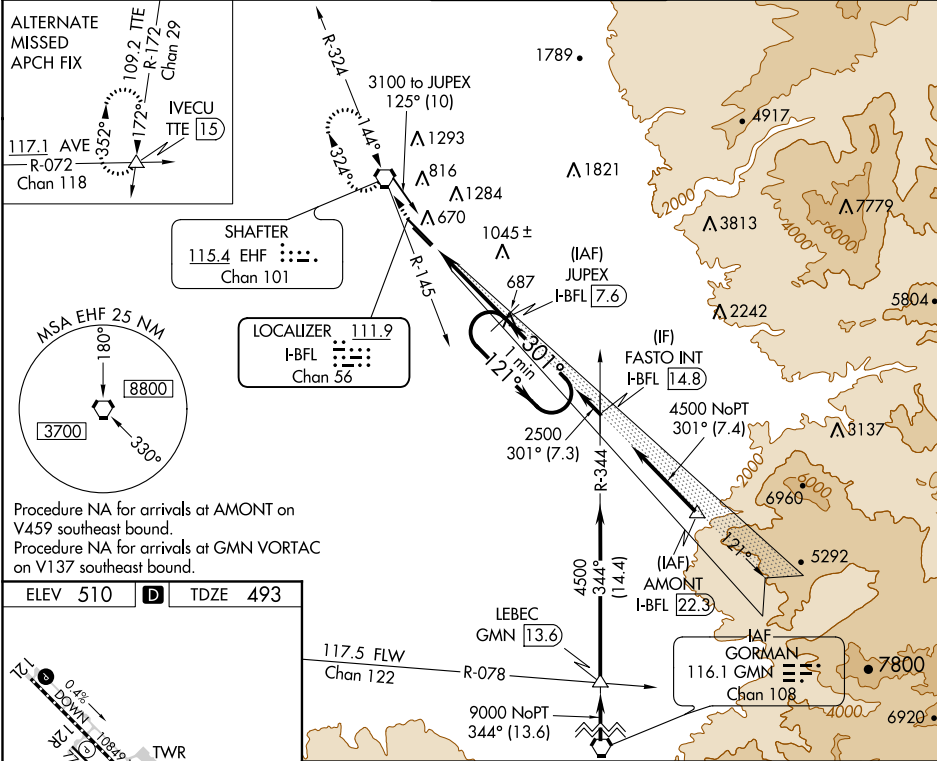 ALTERNATE
MISSED
APCH FIX
109.2 TTE
R-172
Chan 29
IVECU
TTE 15
352°
172°
117.1 AVE
R-072
Chan 118
R-324
3100 to JUPEX
125° (10)
144°
324°
1293
816
1284
670
1789
4917
1821
2000
3813
7779
4000
6000
SHAFTER
115.4 EHF
Chan 101
R-145
1045±
687
(IAF)
JUPEX
I-BFL 7.6
2242
5804
MSA EHF 25 NM
180°
8800
3700
330°
LOCALIZER 111.9
I-BFL
Chan 56
301°
1 min
121°
(IF)
FASTO INT
I-BFL 14.8
2500
301° (7.3)
4500 NoPT
301° (7.4)
3137
2000
6000
6960
R-344
Procedure NA for arrivals at AMONT on
V459 southeast bound.
Procedure NA for arrivals at GMN VORTAC
on V137 southeast bound.
121°
5292
(IAF)
AMONT
I-BFL 22.3
4500
344°
(14.4)
ELEV 510
D
TDZE 493
LEBEC
GMN 13.6
117.5 FLW
Chan 122
R-078
IAF
GORMAN
116.1 GMN
Chan 108
7800
4000
6920
9000 NoPT
344° (13.6)
12L
P
0.4%
DOWN
10849
12R
P
TWR